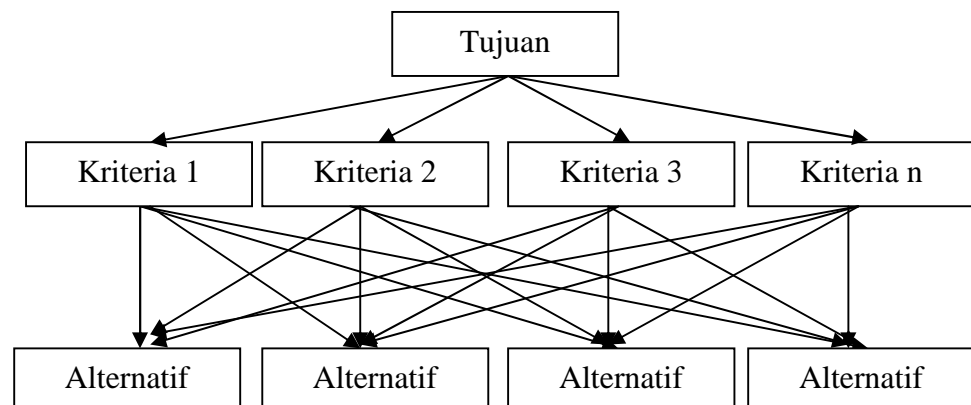 Tujuan
Kriteria 1
Kriteria 2
Kriteria 3
Kriteria n
Alternatif
Alternatif
Alternatif
Alternatif